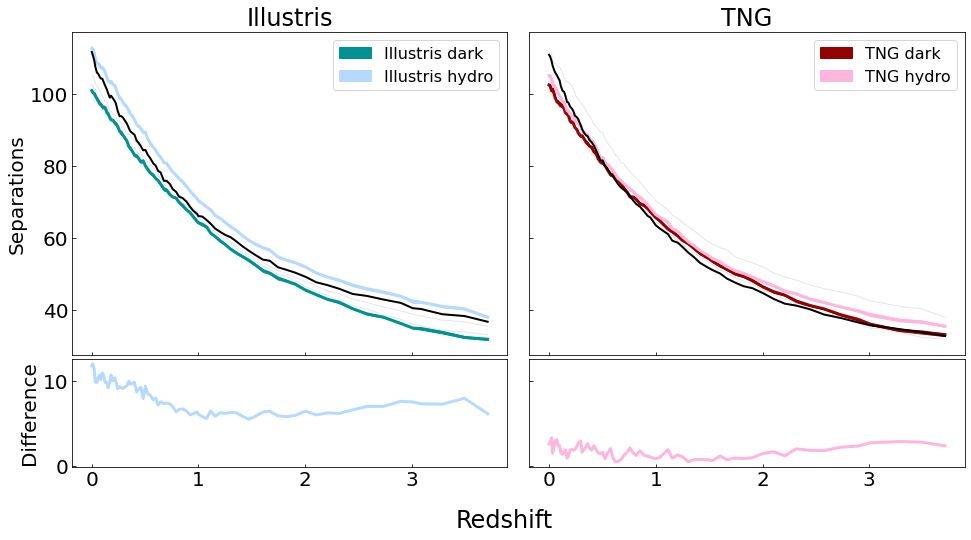 Illustris
TNG
Illustris dark
Illustris hydro
TNG dark
TNG hydro
Separations
100
80
60
40
Difference
10
0
0 1 2 3
0 1 2 3
Redshift